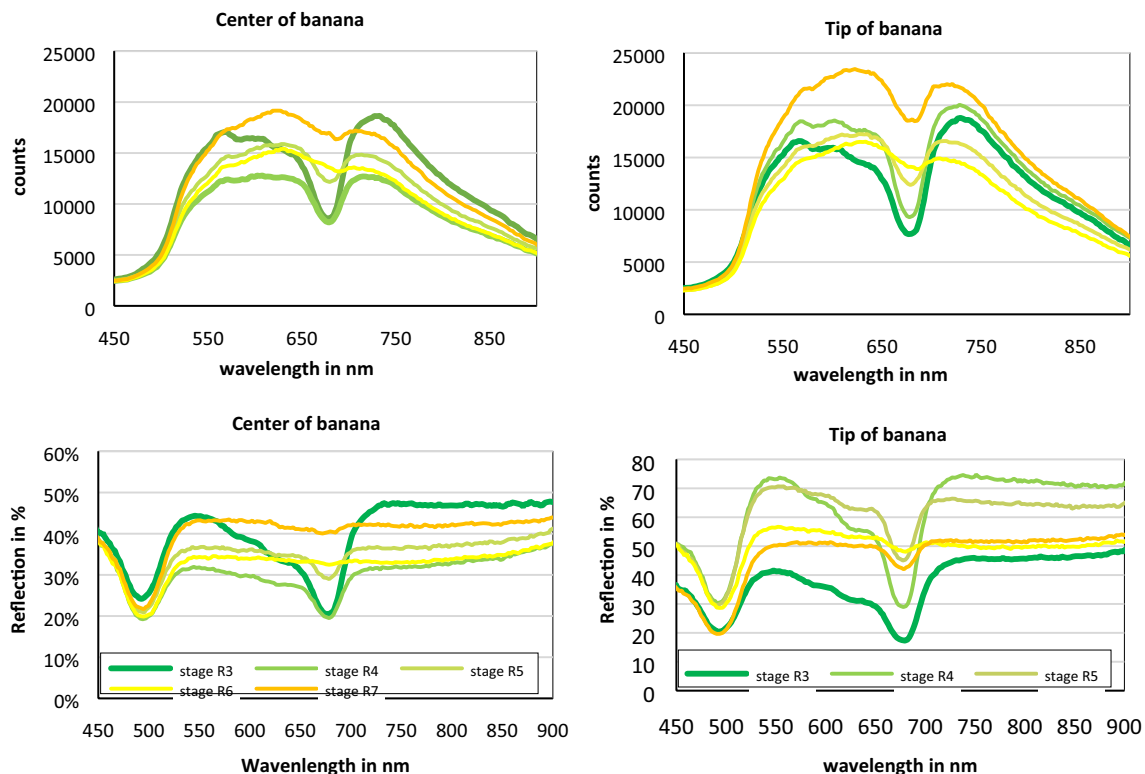 Center of banana
25000
20000
15000
10000
5000
0
counts
450 550 650 750 850
wavelength in nm
Tip of banana
25000
20000
15000
10000
5000
0
counts
450 550 650 750 850
wavelength in nm
Center of banana
60%
50%
40%
30%
20%
10%
0%
Reflection in %
stage R3 stage R4 stage R5
stage R6 stage R7
450 500 550 600 650 700 750 800 850 900
Wavenlength in nm
Tip of banana
80
70
60
50
40
30
20
10
0
Reflection in %
stage R3 stage R4 stage R5
450 500 550 600 650 700 750 800 850 900
wavelength in nm